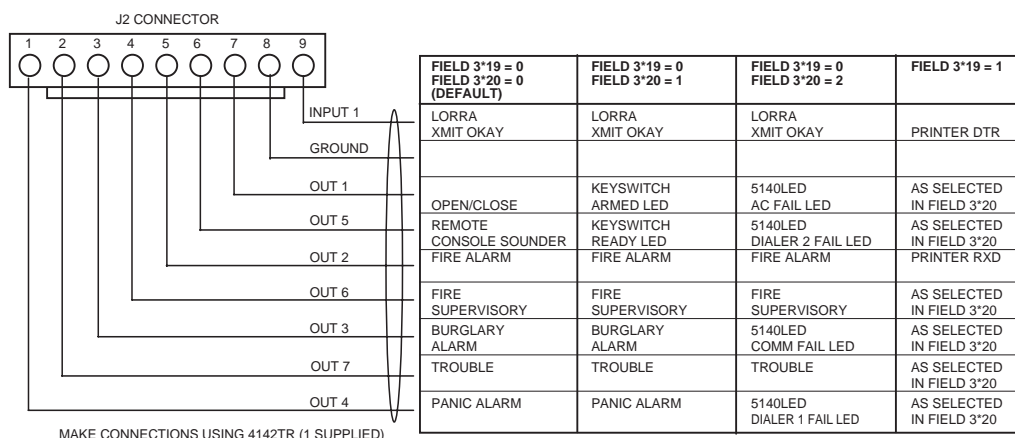 J2 CONNECTOR
1 2 3 4 5 6 7 8 9
FIELD 3*19 = 0 FIELD 3*19 = 0 FIELD 3*19 = 0 FIELD 3*19 = 1
FIELD 3*20 = 0 FIELD 3*20 = 1 FIELD 3*20 = 2
(DEFAULT)
INPUT 1 LORRA LORRA LORRA
XMIT OKAY XMIT OKAY XMIT OKAY PRINTER DTR
GROUND
OUT 1 KEYSWITCH 5140LED AS SELECTED
OPEN/CLOSE ARMED LED AC FAIL LED IN FIELD 3*20
OUT 5 REMOTE KEYSWITCH 5140LED AS SELECTED
CONSOLE SOUNDER READY LED DIALER 2 FAIL LED IN FIELD 3*20
OUT 2 FIRE ALARM FIRE ALARM FIRE ALARM PRINTER RXD
OUT 6 FIRE FIRE FIRE AS SELECTED
SUPERVISORY SUPERVISORY SUPERVISORY IN FIELD 3*20
OUT 3 BURGLARY BURGLARY 5140LED AS SELECTED
ALARM ALARM COMM FAIL LED IN FIELD 3*20
OUT 7 TROUBLE TROUBLE TROUBLE AS SELECTED
IN FIELD 3*20
OUT 4 PANIC ALARM PANIC ALARM 5140LED AS SELECTED
DIALER 1 FAIL LED IN FIELD 3*20
MAKE CONNECTIONS USING 4142TR (1 SUPPLIED)